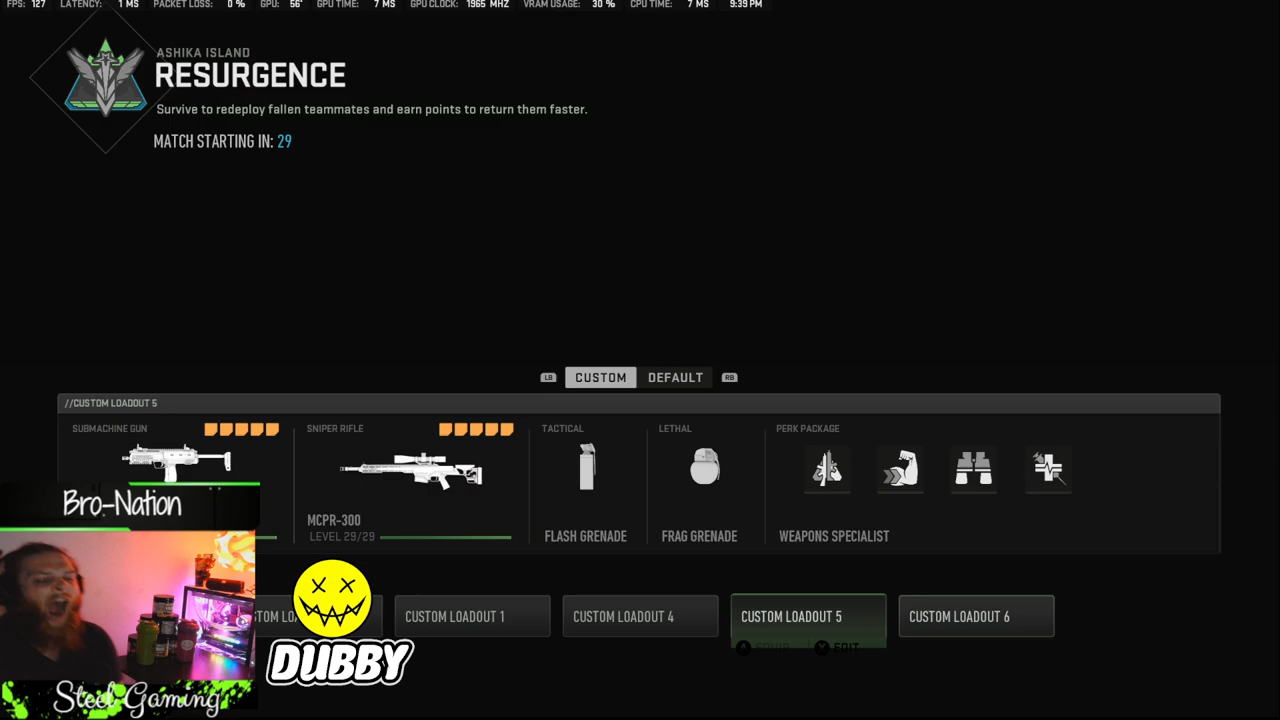 FPS: 127 LATENCY: 1 MS PACKET LOSS: 0 % GPU: 56° GPU TIME: 7 MS GPU CLOCK: 1965 MHZ VRAM USAGE: 30 % CPU TIME: 7 MS 9:39 PM
ASHIKA ISLAND
RESURGENCE
Survive to redeploy fallen teammates and earn points to return them faster.
MATCH STARTING IN: 29
LB CUSTOM DEFAULT RB
//CUSTOM LOADOUT 5
SUBMACHINE GUN SNIPER RIFLE TACTICAL LETHAL PERK PACKAGE
MCPR-300
LEVEL 29/29
FLASH GRENADE FRAG GRENADE WEAPONS SPECIALIST
Bro-Nation
CUSTOM LOADOUT 1 CUSTOM LOADOUT 4 CUSTOM LOADOUT 5 CUSTOM LOADOUT 6
A EQUIP X EDIT
DUBBY
Steel Gaming